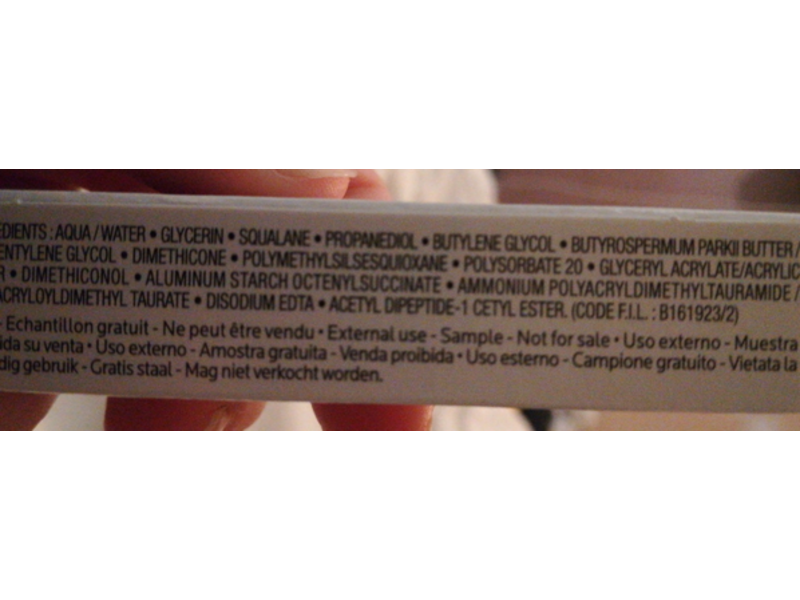 EDIENTS : AQUA / WATER • GLYCERIN • SQUALANE • PROPANEDIOL • BUTYLENE GLYCOL • BUTYROSPERMUM PARKII BUTTER /
ENTYLENE GLYCOL • DIMETHICONE • POLYMETHYLSILSESQUIOXANE • POLYSORBATE 20 • GLYCERYL ACRYLATE/ACRYLIC
R • DIMETHICONOL • ALUMINUM STARCH OCTENYLSUCCINATE • AMMONIUM POLYACRYLDIMETHYLTAURAMIDE /
ACRYLOYLDIMETHYL TAURATE • DISODIUM EDTA • ACETYL DIPEPTIDE-1 CETYL ESTER. (CODE F.I.L. : B161923/2)
- Echantillon gratuit - Ne peut être vendu • External use - Sample - Not for sale • Uso externo - Muestra
ida su venta • Uso externo - Amostra gratuita - Venda proibida • Uso esterno - Campione gratuito - Vietata la
dig gebruik - Gratis staal - Mag niet verkocht worden.